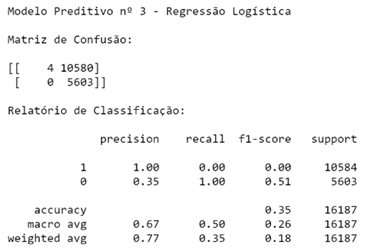 Modelo Preditivo nº 3 - Regressão Logística
Matriz de Confusão:
[[    4 10580]
 [    0  5603]]
Relatório de Classificação:
precision    recall  f1-score   support
1       1.00      0.00      0.00     10584
0       0.35      1.00      0.51      5603
accuracy                           0.35     16187
macro avg       0.67      0.50      0.26     16187
weighted avg       0.77      0.35      0.18     16187